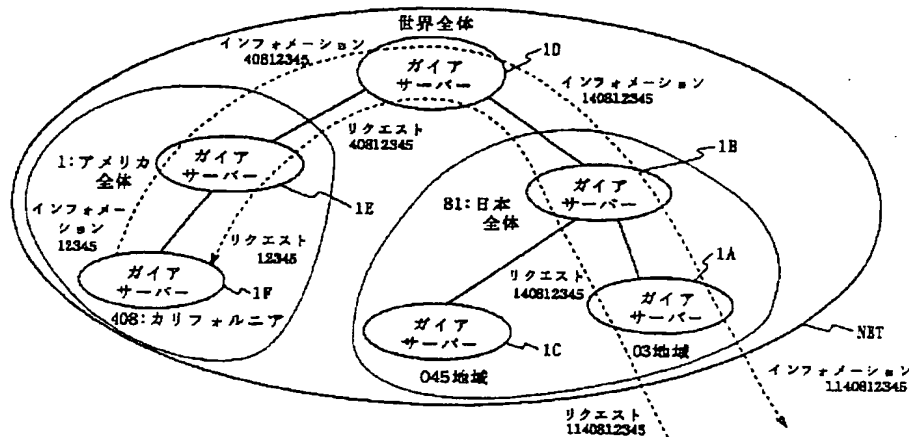 世界全体
インフォメーション
40812345
ガイア
サーバー
1D
インフォメーション
140812345
リクエスト
40812345
1:アメリカ
全体
ガイア
サーバー
1E
1B
ガイア
サーバー
81:日本
全体
インフォメー
ション
12345
リクエスト
12345
ガイア
サーバー
1F
408:カリフォルニア
リクエスト
140812345
1A
ガイア
サーバー
03地域
ガイア
サーバー
1C
045地域
NET
インフォメーション
1140812345
リクエスト
1140812345